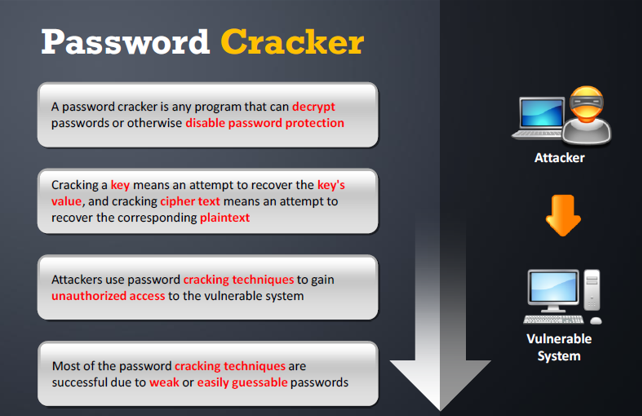 Password Cracker
A password cracker is any program that can decrypt
passwords or otherwise disable password protection
Cracking a key means an attempt to recover the key's
value, and cracking cipher text means an attempt to
recover the corresponding plaintext
Attackers use password cracking techniques to gain
unauthorized access to the vulnerable system
Most of the password cracking techniques are
successful due to weak or easily guessable passwords
Attacker
Vulnerable
System